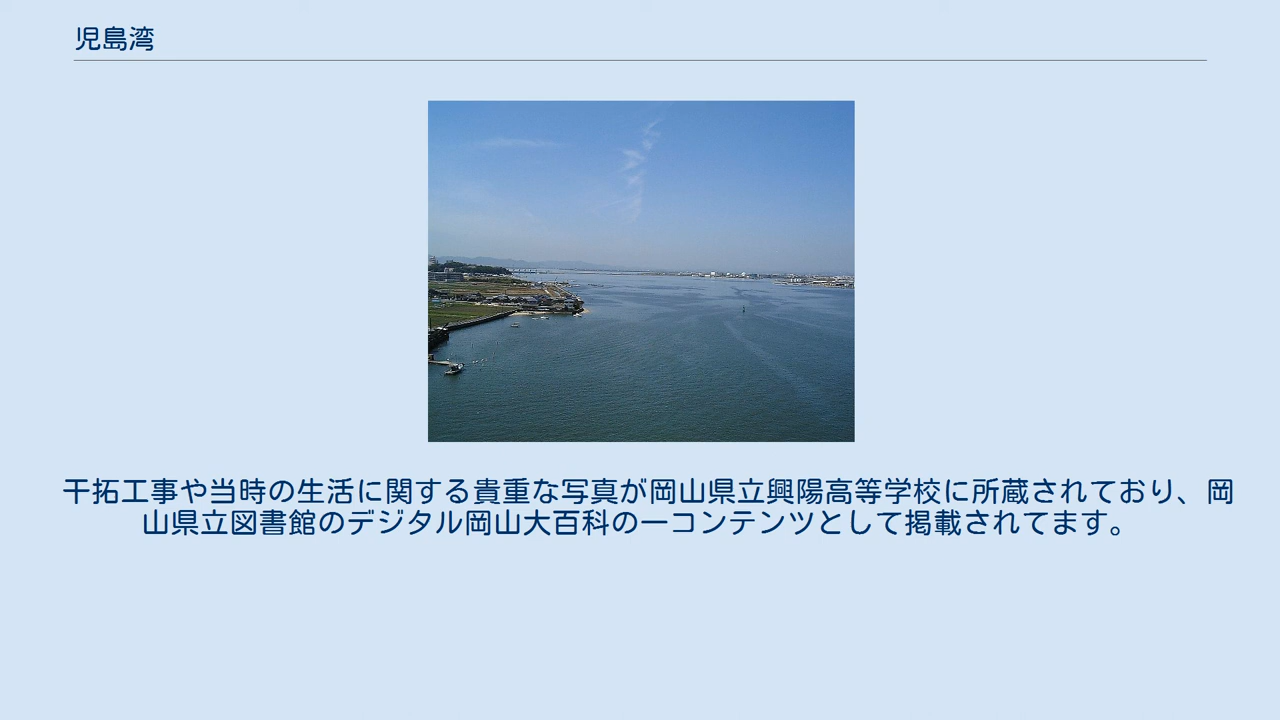 児島湾
干拓工事や当時の生活に関する貴重な写真が岡山県立興陽高等学校に所蔵されており、岡
山県立図書館のデジタル岡山大百科の一コンテンツとして掲載されてます。